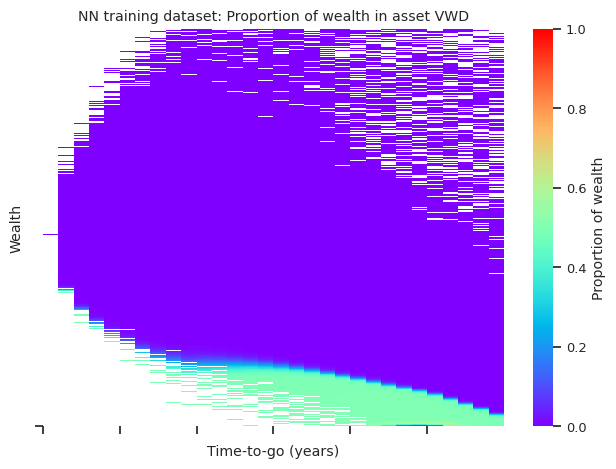 NN training dataset: Proportion of wealth in asset VWD
Wealth
Time-to-go (years)
1.0
0.8
0.6
0.4
0.2
0.0
Proportion of wealth